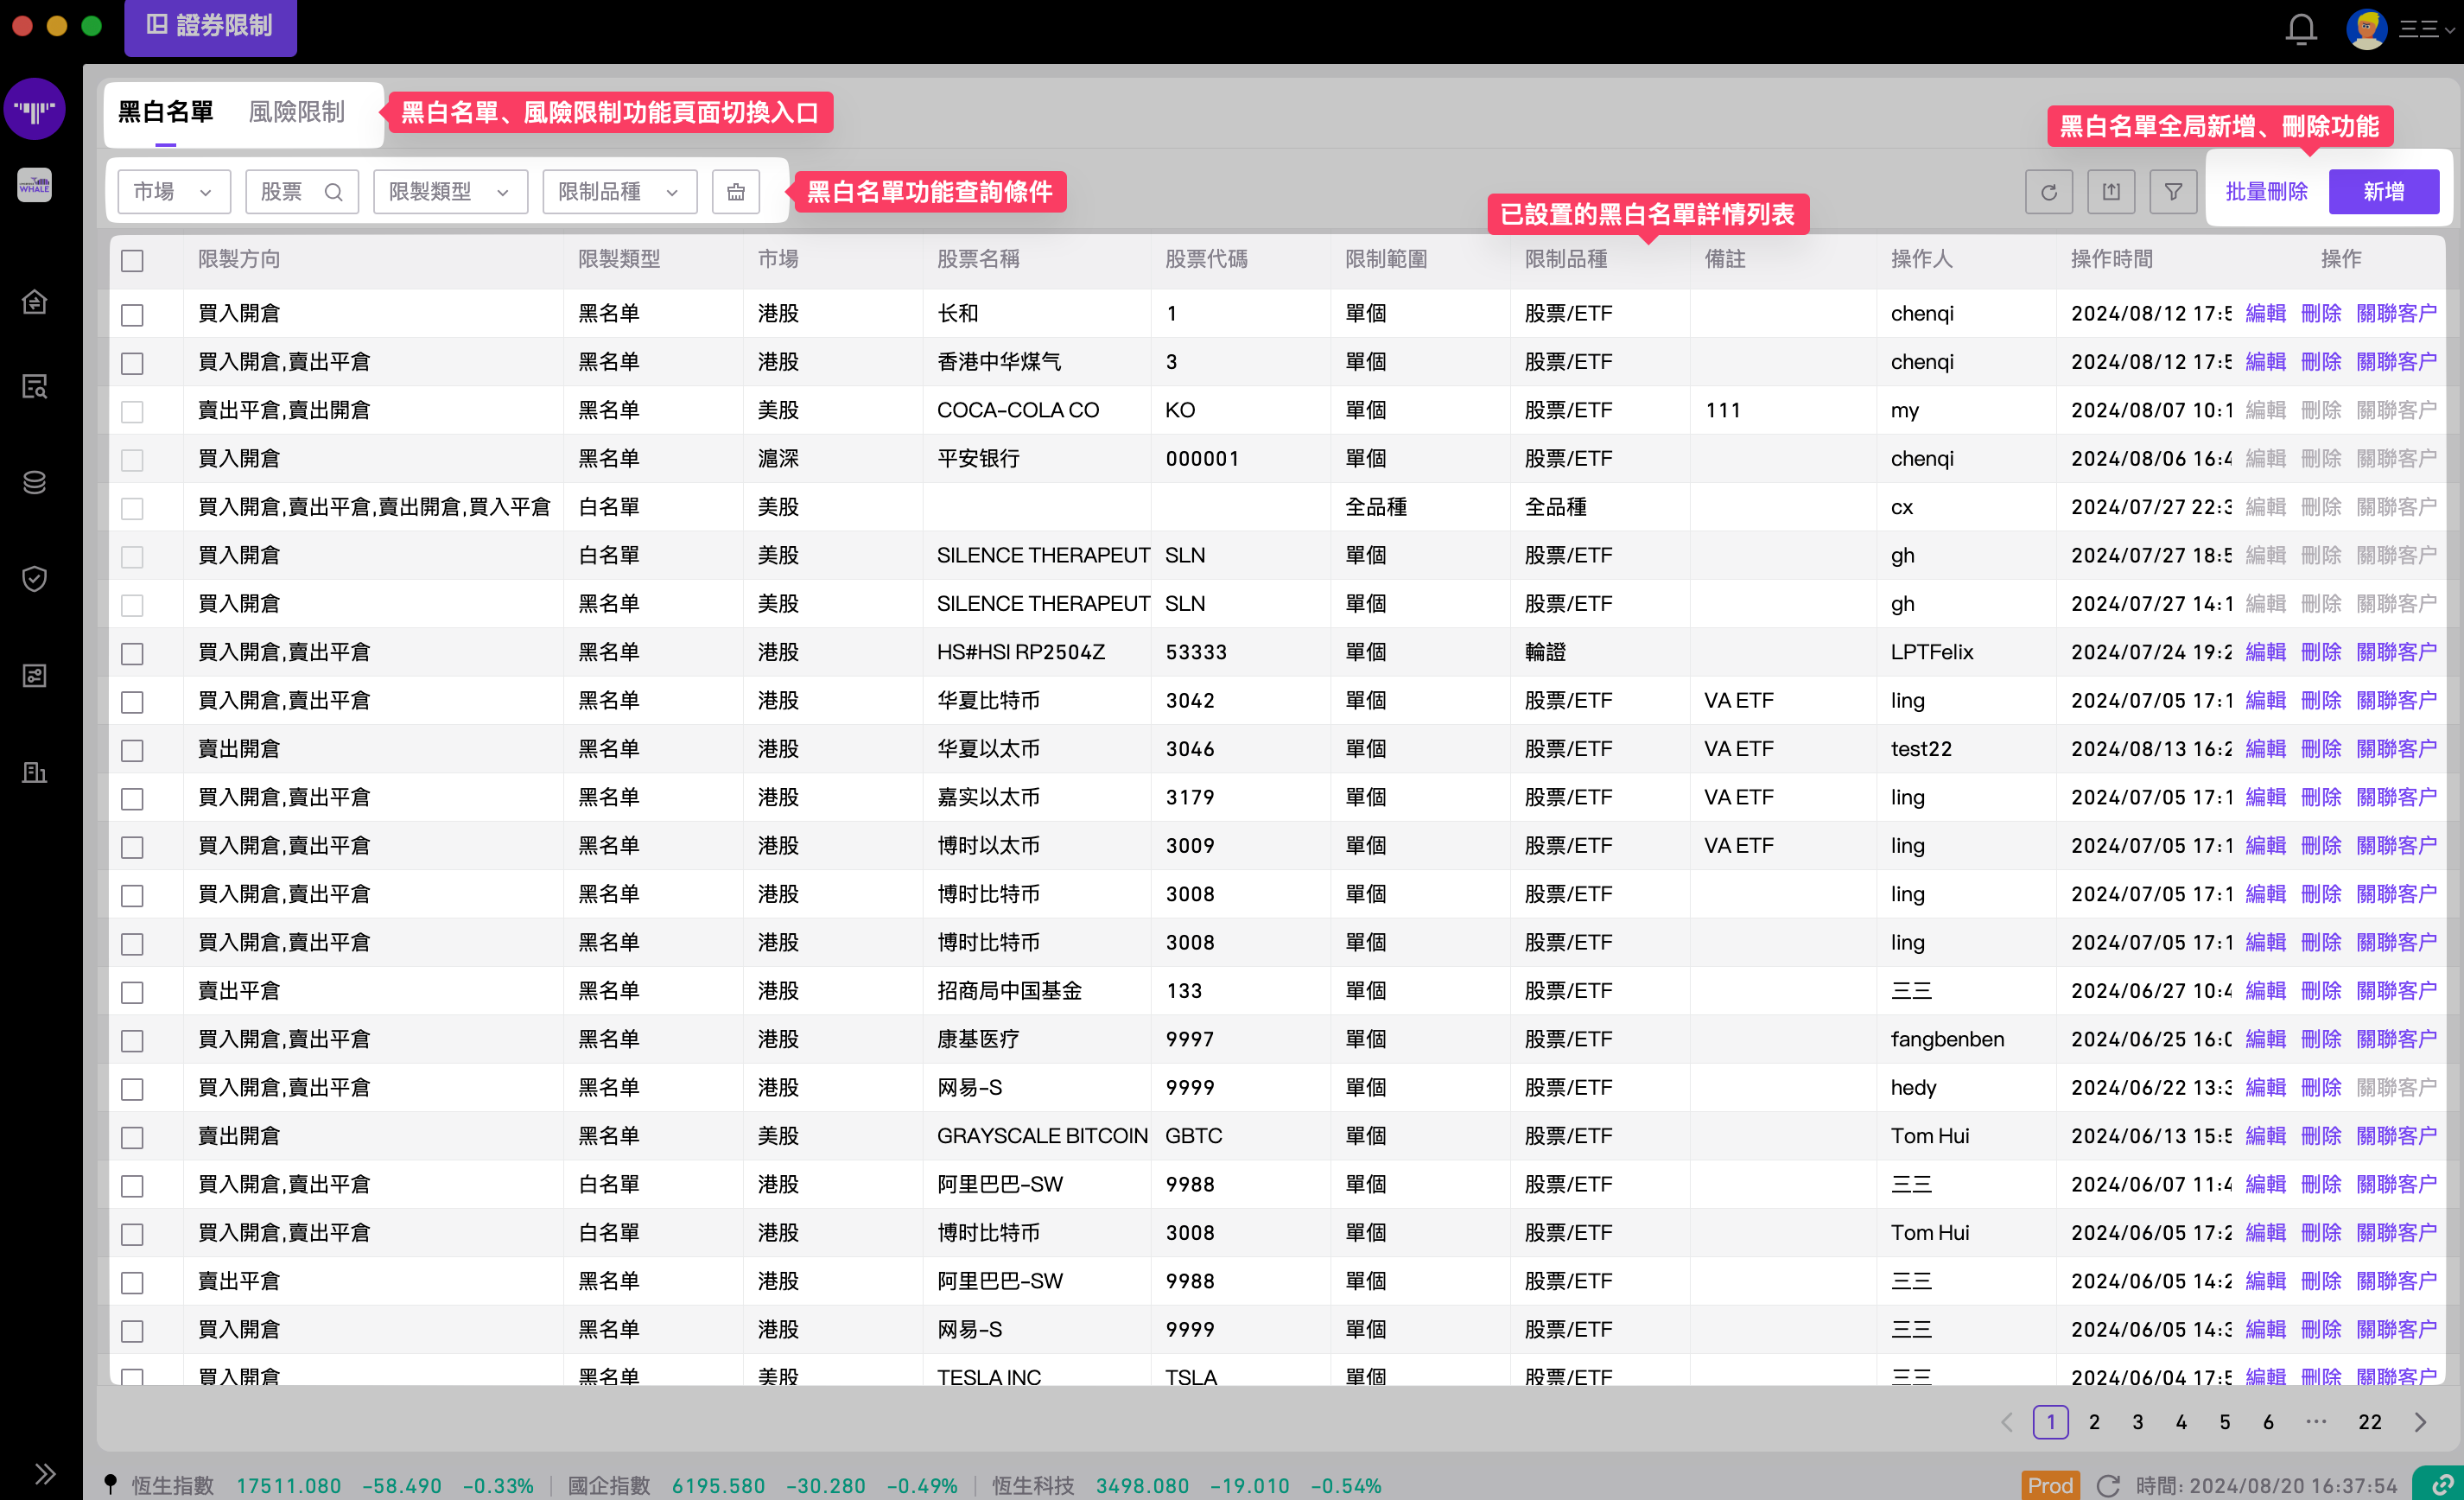 證券限制
三三
黑白名單 風險限制 黑白名單、風險限制功能頁面切換入口
黑白名單全局新增、刪除功能
WHALE
市場 股票 限製類型 限制品種 黑白名單功能查詢條件 批量刪除 新增
已設置的黑白名單詳情列表
限製方向 限製類型 市場 股票名稱 股票代碼 限制範圍 限制品種 備註 操作人 操作時間 操作
買入開倉 黑名单 港股 长和 1 單個 股票/ETF chenqi 2024/08/12 17:5 編輯 刪除 關聯客户
買入開倉,賣出平倉 黑名单 港股 香港中华煤气 3 單個 股票/ETF chenqi 2024/08/12 17:5 編輯 刪除 關聯客户
賣出平倉,賣出開倉 黑名单 美股 COCA-COLA CO KO 單個 股票/ETF 111 my 2024/08/07 10:1 編輯 刪除 關聯客户
買入開倉 黑名单 滬深 平安银行 000001 單個 股票/ETF chenqi 2024/08/06 16:4 編輯 刪除 關聯客户
買入開倉,賣出平倉,賣出開倉,買入平倉 白名單 美股 全品種 全品種 cx 2024/07/27 22:3 編輯 刪除 關聯客户
買入開倉 白名單 美股 SILENCE THERAPEUT SLN 單個 股票/ETF gh 2024/07/27 18:5 編輯 刪除 關聯客户
買入開倉 黑名单 美股 SILENCE THERAPEUT SLN 單個 股票/ETF gh 2024/07/27 14:1 編輯 刪除 關聯客户
買入開倉,賣出平倉 黑名单 港股 HS#HSI RP2504Z 53333 單個 輪證 LPTFelix 2024/07/24 19:2 編輯 刪除 關聯客户
買入開倉,賣出平倉 黑名单 港股 华夏比特币 3042 單個 股票/ETF VA ETF ling 2024/07/05 17:1 編輯 刪除 關聯客户
賣出開倉 黑名单 港股 华夏以太币 3046 單個 股票/ETF VA ETF test22 2024/08/13 16:2 編輯 刪除 關聯客户
買入開倉,賣出平倉 黑名单 港股 嘉实以太币 3179 單個 股票/ETF VA ETF ling 2024/07/05 17:1 編輯 刪除 關聯客户
買入開倉,賣出平倉 黑名单 港股 博时以太币 3009 單個 股票/ETF VA ETF ling 2024/07/05 17:1 編輯 刪除 關聯客户
買入開倉,賣出平倉 黑名单 港股 博时比特币 3008 單個 股票/ETF ling 2024/07/05 17:1 編輯 刪除 關聯客户
買入開倉,賣出平倉 黑名单 港股 博时比特币 3008 單個 股票/ETF ling 2024/07/05 17:1 編輯 刪除 關聯客户
賣出平倉 黑名单 港股 招商局中国基金 133 單個 股票/ETF 三三 2024/06/27 10:4 編輯 刪除 關聯客户
買入開倉,賣出平倉 黑名单 港股 康基医疗 9997 單個 股票/ETF fangbenben 2024/06/25 16:0 編輯 刪除 關聯客户
買入開倉,賣出平倉 黑名单 港股 网易-S 9999 單個 股票/ETF hedy 2024/06/22 13:3 編輯 刪除 關聯客户
賣出開倉 黑名单 美股 GRAYSCALE BITCOIN GBTC 單個 股票/ETF Tom Hui 2024/06/13 15:5 編輯 刪除 關聯客户
買入開倉,賣出平倉 白名單 港股 阿里巴巴-SW 9988 單個 股票/ETF 三三 2024/06/07 11:4 編輯 刪除 關聯客户
買入開倉,賣出平倉 白名單 港股 博时比特币 3008 單個 股票/ETF Tom Hui 2024/06/05 17:2 編輯 刪除 關聯客户
賣出平倉 黑名单 港股 阿里巴巴-SW 9988 單個 股票/ETF 三三 2024/06/05 14:2 編輯 刪除 關聯客户
買入開倉 黑名单 港股 网易-S 9999 單個 股票/ETF 三三 2024/06/05 14:3 編輯 刪除 關聯客户
買入開倉 黑名单 美股 TESLA INC TSLA 單個 股票/ETF 三三 2024/06/04 17:5 編輯 刪除 關聯客户
1 2 3 4 5 6 ··· 22
恆生指數 17511.080 -58.490 -0.33% 國企指數 6195.580 -30.280 -0.49% 恆生科技 3498.080 -19.010 -0.54% Prod 時間: 2024/08/20 16:37:54